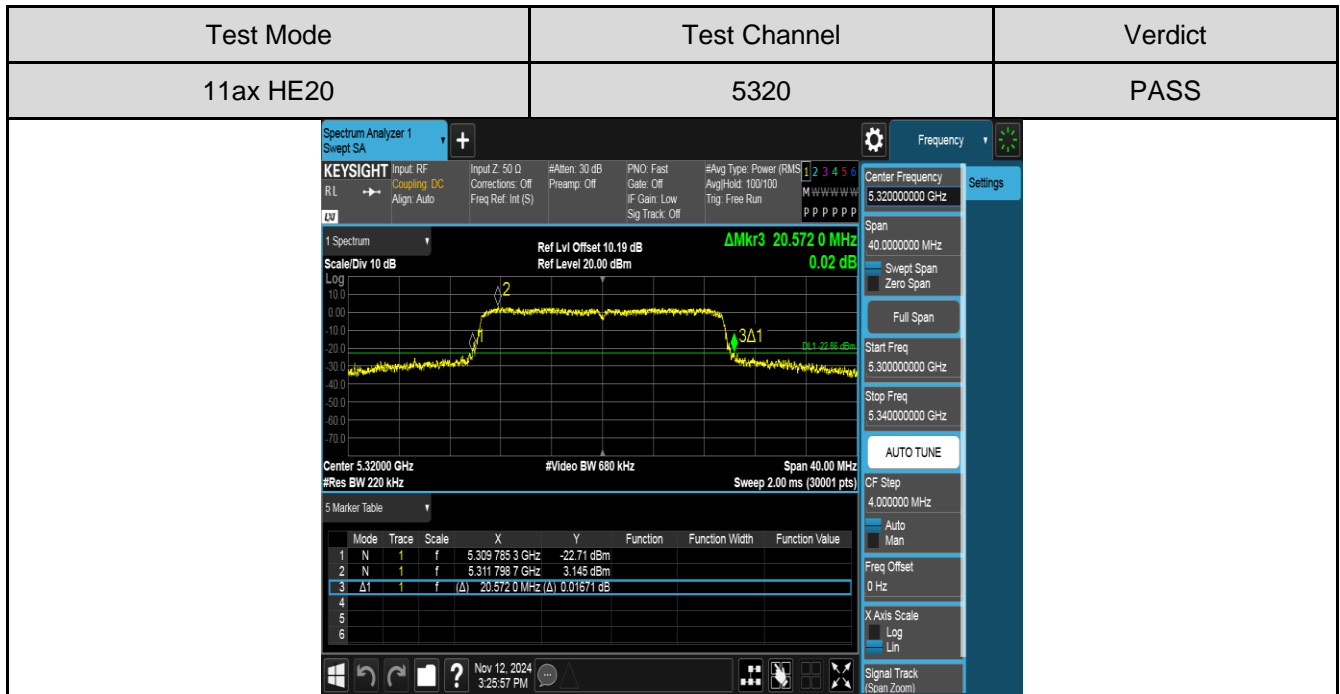 Test Mode Test Channel Verdict
11ax HE20 5320 PASS
Spectrum Analyzer 1
Swept SA
+
Frequency
KEYSIGHT
RL
LXI
Input: RF
Coupling: DC
Align: Auto
Input Z: 50 Ω
Corrections: Off
Freq Ref: Int (S)
#Atten: 30 dB
Preamp: Off
PNO: Fast
Gate: Off
IF Gain: Low
Sig Track: Off
#Avg Type: Power (RMS
Avg|Hold: 100/100
Trig: Free Run
1 2 3 4 5 6
M W W W W W
P P P P P P
1 Spectrum
Scale/Div 10 dB
Ref Lvl Offset 10.19 dB
Ref Level 20.00 dBm
ΔMkr3 20.572 0 MHz
0.02 dB
Log
10.0
0.00
-10.0
-20.0
-30.0
-40.0
-50.0
-60.0
-70.0
2
1
3Δ1
DL1 -22.86 dBm
Center 5.32000 GHz #Video BW 680 kHz Span 40.00 MHz
#Res BW 220 kHz Sweep 2.00 ms (30001 pts)
5 Marker Table
Mode Trace Scale X Y Function Function Width Function Value
1 N 1 f 5.309 785 3 GHz -22.71 dBm
2 N 1 f 5.311 798 7 GHz 3.145 dBm
3 Δ1 1 f (Δ) 20.572 0 MHz (Δ) 0.01671 dB
4
5
6
?
Nov 12, 2024
3:25:57 PM
Center Frequency
5.320000000 GHz
Settings
Span
40.0000000 MHz
Swept Span
Zero Span
Full Span
Start Freq
5.300000000 GHz
Stop Freq
5.340000000 GHz
AUTO TUNE
CF Step
4.000000 MHz
Auto
Man
Freq Offset
0 Hz
X Axis Scale
Log
Lin
Signal Track
(Span Zoom)